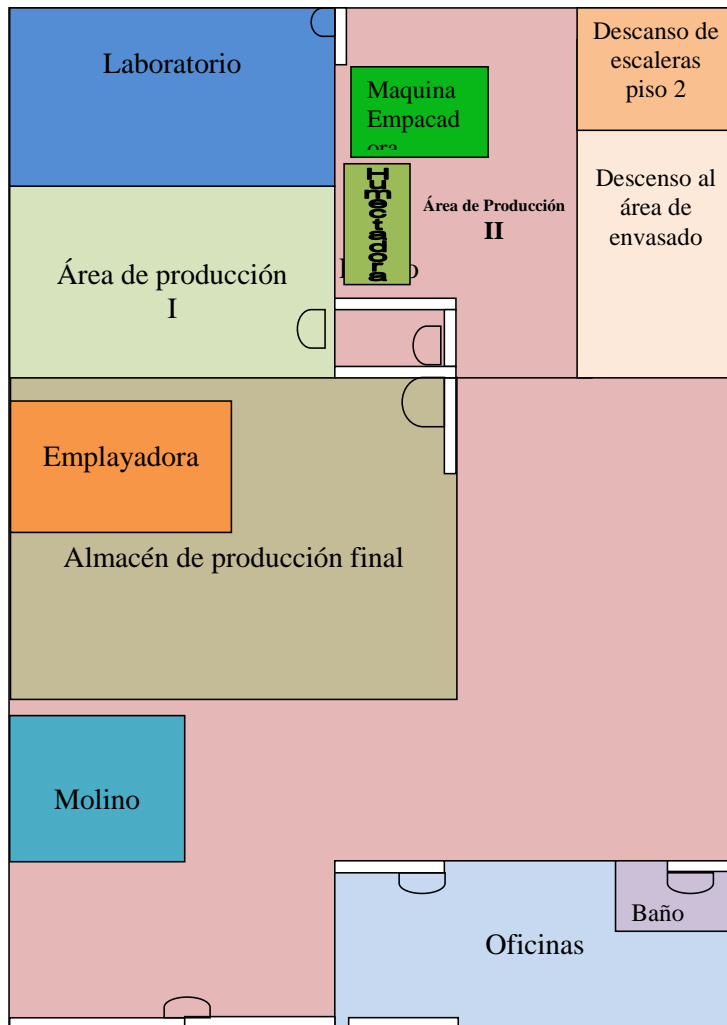 Laboratorio
Maquina
Empacad
ora
Descanso de
escaleras
piso 2
Descenso al
área de
envasado
Área de Producción
II
Área de producción
I
Emplayadora
Almacén de producción final
Molino
Baño
Oficinas